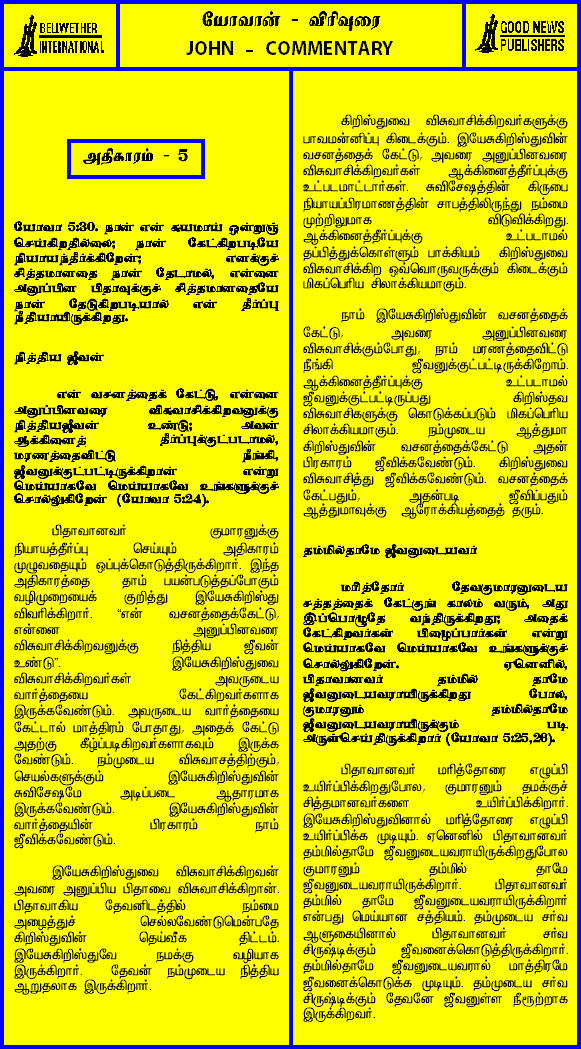 BELWETHER
INTERNATIONAL
யோவான் - விரிவுரை
JOHN - COMMENTARY
GOOD NEWS
PUBLISHERS
அதிகாரம் - 5
யோவா 5:30. நான் என் சுயமாய் ஒன்றுஞ்
செய்கிறதில்லை; நான் கேட்கிறபடியே
நியாயந்தீர்க்கிறேன்; எனக்குச்
சித்தமானதை நான் தேடாமல், என்னை
அனுப்பின பிதாவுக்குச் சித்தமானதையே
நான் தேடுகிறபடியால் என் தீர்ப்பு
நீதியாயிருக்கிறது.
நித்திய ஜீவன்
என் வசனத்தைக் கேட்டு, என்னை
அனுப்பினவரை விசுவாசிக்கிறவனுக்கு
நித்தியஜீவன் உண்டு; அவன்
ஆக்கினைத் தீர்ப்புக்குட்படாமல்,
மரணத்தைவிட்டு நீங்கி,
ஜீவனுக்குட்பட்டிருக்கிறான் என்று
மெய்யாகவே மெய்யாகவே உங்களுக்குச்
சொல்லுகிறேன் (யோவா 5:24).
பிதாவானவர் குமாரனுக்கு
நியாயத்தீர்ப்பு செய்யும் அதிகாரம்
முழுவதையும் ஒப்புக்கொடுத்திருக்கிறார். இந்த
அதிகாரத்தை தாம் பயன்படுத்தப்போகும்
வழிமுறையைக் குறித்து இயேசுகிறிஸ்து
விவரிக்கிறார். "என் வசனத்தைக்கேட்டு,
என்னை அனுப்பினவரை
விசுவாசிக்கிறவனுக்கு நித்திய ஜீவன்
உண்டு". இயேசுகிறிஸ்துவை
விசுவாசிக்கிறவர்கள் அவருடைய
வார்த்தையை கேட்கிறவர்களாக
இருக்கவேண்டும். அவருடைய வார்த்தையை
கேட்டால் மாத்திரம் போதாது, அதைக் கேட்டு
அதற்கு கீழ்ப்படிகிறவர்களாகவும் இருக்க
வேண்டும். நம்முடைய விசுவாசத்திற்கும்,
செயல்களுக்கும் இயேசுகிறிஸ்துவின்
சுவிசேஷமே அடிப்படை ஆதாரமாக
இருக்கவேண்டும். இயேசுகிறிஸ்துவின்
வார்த்தையின் பிரகாரம் நாம்
ஜீவிக்கவேண்டும்.
இயேசுகிறிஸ்துவை விசுவாசிக்கிறவன்
அவரை அனுப்பிய பிதாவை விசுவாசிக்கிறான்.
பிதாவாகிய தேவனிடத்தில் நம்மை
அழைத்துச் செல்லவேண்டுமென்பதே
கிறிஸ்துவின் தெய்வீக திட்டம்.
இயேசுகிறிஸ்துவே நமக்கு வழியாக
இருக்கிறார். தேவன் நம்முடைய நித்திய
ஆறுதலாக இருக்கிறார்.
கிறிஸ்துவை விசுவாசிக்கிறவர்களுக்கு
பாவமன்னிப்பு கிடைக்கும். இயேசுகிறிஸ்துவின்
வசனத்தைக் கேட்டு, அவரை அனுப்பினவரை
விசுவாசிக்கிறவர்கள் ஆக்கினைத்தீர்ப்புக்கு
உட்படமாட்டார்கள். சுவிசேஷத்தின் கிருபை
நியாயப்பிரமாணத்தின் சாபத்திலிருந்து நம்மை
முற்றிலுமாக விடுவிக்கிறது.
ஆக்கினைத்தீர்ப்புக்கு உட்படாமல்
தப்பித்துக்கொள்ளும் பாக்கியம் கிறிஸ்துவை
விசுவாசிக்கிற ஒவ்வொருவருக்கும் கிடைக்கும்
மிகப்பெரிய சிலாக்கியமாகும்.
நாம் இயேசுகிறிஸ்துவின் வசனத்தைக்
கேட்டு, அவரை அனுப்பினவரை
விசுவாசிக்கும்போது, நாம் மரணத்தைவிட்டு
நீங்கி ஜீவனுக்குட்பட்டிருக்கிறோம்.
ஆக்கினைத்தீர்ப்புக்கு உட்படாமல்
ஜீவனுக்குட்பட்டிருப்பது கிறிஸ்தவ
விசுவாசிகளுக்கு கொடுக்கப்படும் மிகப்பெரிய
சிலாக்கியமாகும். நம்முடைய ஆத்துமா
கிறிஸ்துவின் வசனத்தைக்கேட்டு அதன்
பிரகாரம் ஜீவிக்கவேண்டும். கிறிஸ்துவை
விசுவாசித்து ஜீவிக்கவேண்டும். வசனத்தைக்
கேட்பதும், அதன்படி ஜீவிப்பதும்
ஆத்துமாவுக்கு ஆரோக்கியத்தைத் தரும்.
தம்மில்தாமே ஜீவனுடையவர்
மரித்தோர் தேவகுமாரனுடைய
சத்தத்தைக் கேட்குங் காலம் வரும், அது
இப்பொழுதே வந்திருக்கிறது; அதைக்
கேட்கிறவர்கள் பிழைப்பார்கள் என்று
மெய்யாகவே மெய்யாகவே உங்களுக்குச்
சொல்லுகிறேன். ஏனெனில்,
பிதாவானவர் தம்மில் தாமே
ஜீவனுடையவராயிருக்கிறது போல,
குமாரனும் தம்மில்தாமே
ஜீவனுடையவராயிருக்கும் படி
அருள்செய்திருக்கிறார் (யோவா 5:25,26).
பிதாவானவர் மரித்தோரை எழுப்பி
உயிர்ப்பிக்கிறதுபோல, குமாரனும் தமக்குச்
சித்தமானவர்களை உயிர்ப்பிக்கிறார்.
இயேசுகிறிஸ்துவினால் மரித்தோரை எழுப்பி
உயிர்ப்பிக்க முடியும். ஏனெனில் பிதாவானவர்
தம்மில்தாமே ஜீவனுடையவராயிருக்கிறதுபோல
குமாரனும் தம்மில் தாமே
ஜீவனுடையவராயிருக்கிறார். பிதாவானவர்
தம்மில் தாமே ஜீவனுடையவராயிருக்கிறார்
என்பது மெய்யான சத்தியம். தம்முடைய சர்வ
ஆளுகையினால் பிதாவானவர் சர்வ
சிருஷ்டிக்கும் ஜீவனைக்கொடுத்திருக்கிறார்.
தம்மில்தாமே ஜீவனுடையவரால் மாத்திரமே
ஜீவனைக்கொடுக்க முடியும். தம்முடைய சர்வ
சிருஷ்டிக்கும் தேவனே ஜீவனுள்ள நீரூற்றாக
இருக்கிறவர்.